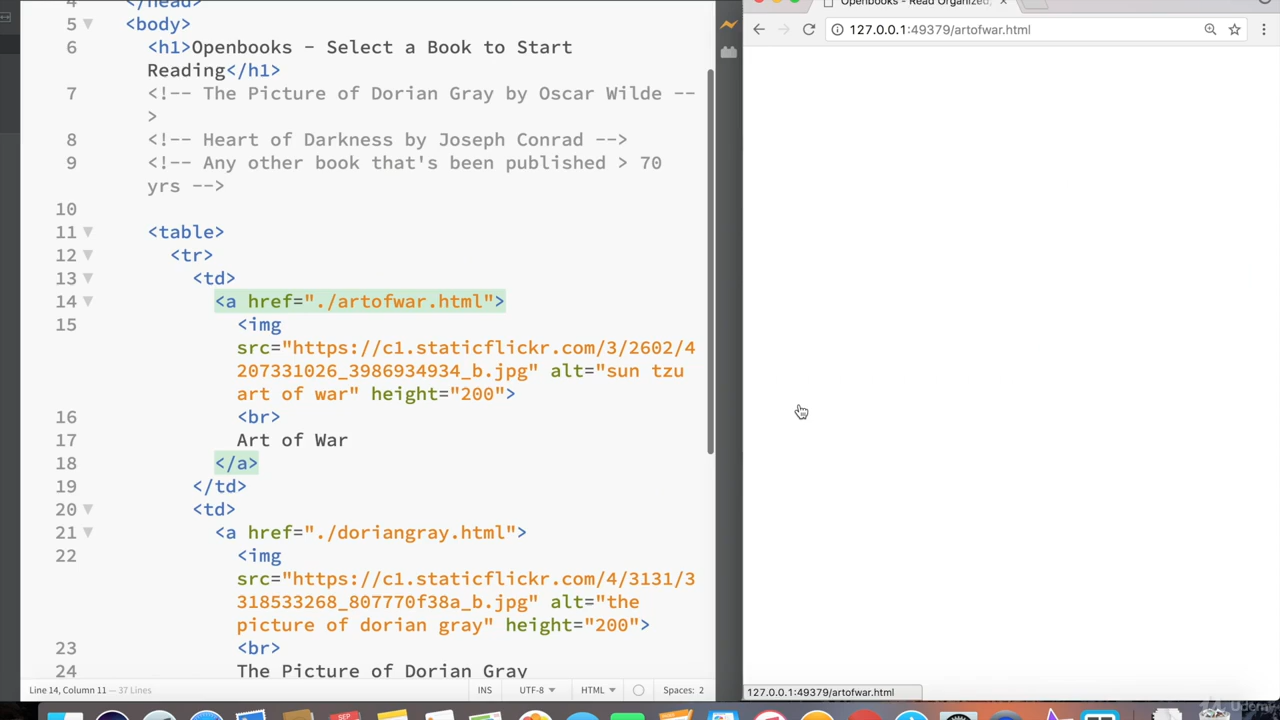 4 </head>
5 <body>
6 <h1>Openbooks - Select a Book to Start
Reading</h1>
7 <!-- The Picture of Dorian Gray by Oscar Wilde --
>
8 <!-- Heart of Darkness by Joseph Conrad -->
9 <!-- Any other book that's been published > 70
yrs -->
10
11 <table>
12 <tr>
13 <td>
14 <a href="./artofwar.html">
15 <img
src="https://c1.staticflickr.com/3/2602/4
207331026_3986934934_b.jpg" alt="sun tzu
art of war" height="200">
16 <br>
17 Art of War
18 </a>
19 </td>
20 <td>
21 <a href="./doriangray.html">
22 <img
src="https://c1.staticflickr.com/4/3131/3
318533268_807770f38a_b.jpg" alt="the
picture of dorian gray" height="200">
23 <br>
24 The Picture of Dorian Gray
Line 14, Column 11 — 37 Lines
INS UTF-8 HTML Spaces: 2
Openbooks - Read Organized,
127.0.0.1:49379/artofwar.html
127.0.0.1:49379/artofwar.html
SEP
Udemy